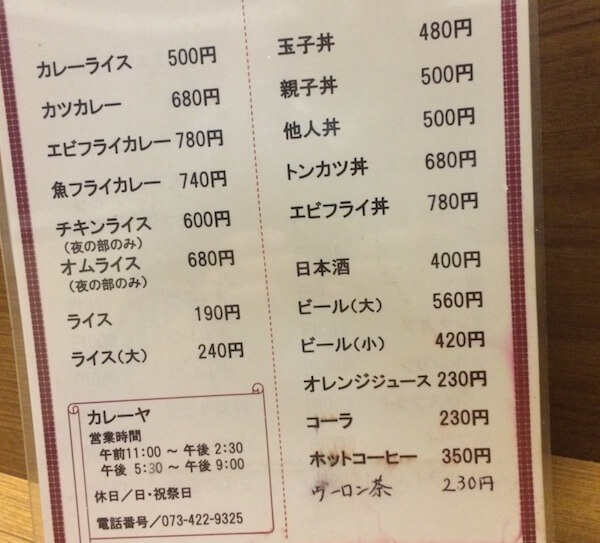 カレーライス 500円
カツカレー 680円
エビフライカレー 780円
魚フライカレー 740円
チキンライス 600円
(夜の部のみ)
オムライス 680円
(夜の部のみ)
ライス 190円
ライス(大) 240円
カレーヤ
営業時間
午前11:00 ～ 午後 2:30
午後 5:30 ～ 午後 9:00
休日／日・祝祭日
電話番号／073-422-9325
玉子丼 480円
親子丼 500円
他人丼 500円
トンカツ丼 680円
エビフライ丼 780円
日本酒 400円
ビール(大) 560円
ビール(小) 420円
オレンジジュース 230円
コーラ 230円
ホットコーヒー 350円
ウーロン茶 230円